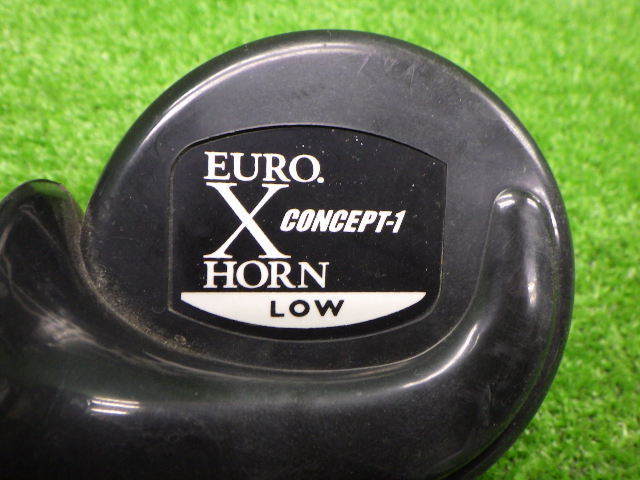 EURO.
X CONCEPT-1
HORN
LOW